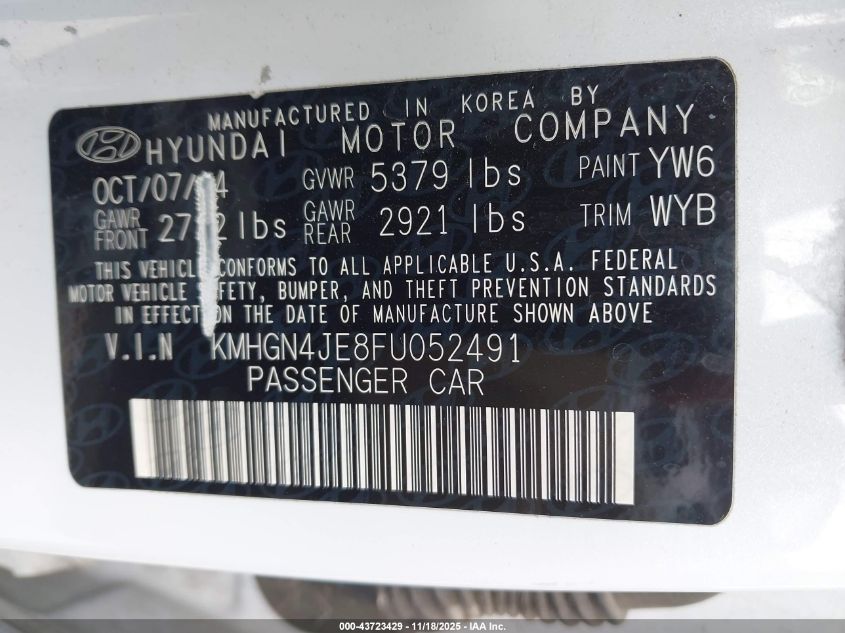 MANUFACTURED IN KOREA BY
HYUNDAI MOTOR COMPANY
GVWR 5379 lbs PAINT YW6
GAWR FRONT lbs GAWR REAR 2921 lbs TRIM WYB
THIS VEHICLE CONFORMS TO ALL APPLICABLE U.S.A. FEDERAL
MOTOR VEHICLE SAFETY, BUMPER, AND THEFT PREVENTION STANDARDS
IN EFFECT ON THE DATE OF MANUFACTURE SHOWN ABOVE
V.I.N KMHGN4JE8FU052491
PASSENGER CAR
000-43723429 - 11/18/2025 - IAA Inc.